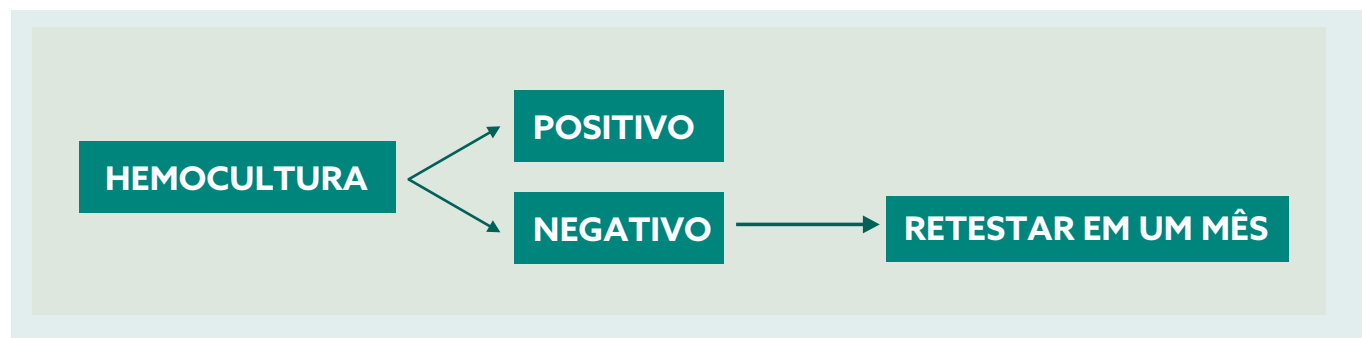 HEMOCULTURA
POSITIVO
NEGATIVO
RETESTAR EM UM MÊS